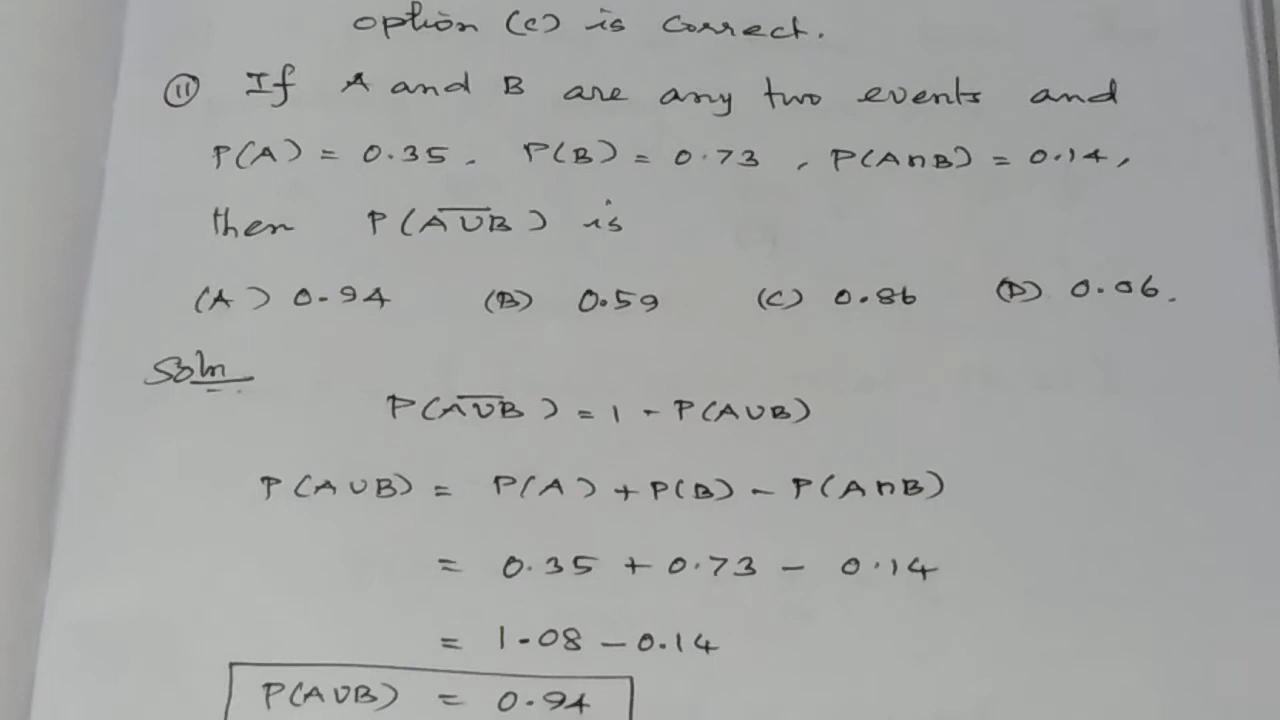 option (c) is correct.
(11) If A and B are any two events and
P(A) = 0.35, P(B) = 0.73, P(A∩B) = 0.14,
then P(A̅∪̅B̅) is
(A) 0.94 (B) 0.59 (C) 0.86 (D) 0.06.
Soln
P(A̅∪̅B̅) = 1 - P(A∪B)
P(A∪B) = P(A) + P(B) - P(A∩B)
= 0.35 + 0.73 - 0.14
= 1.08 - 0.14
P(A∪B) = 0.94